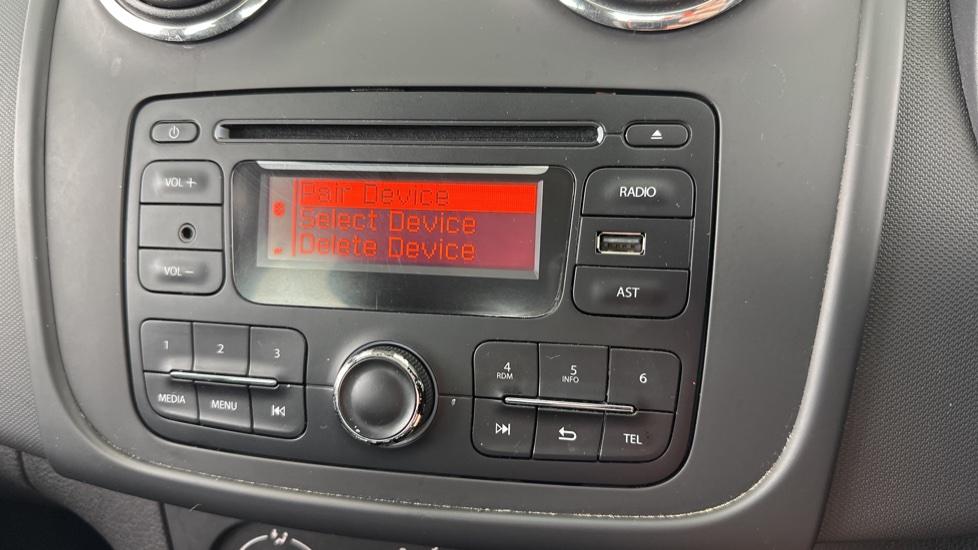 VOL +
RADIO
Pair Device
Select Device
Delete Device
VOL −
AST
1
2
3
4
RDM
5
INFO
6
MEDIA
MENU
TEL